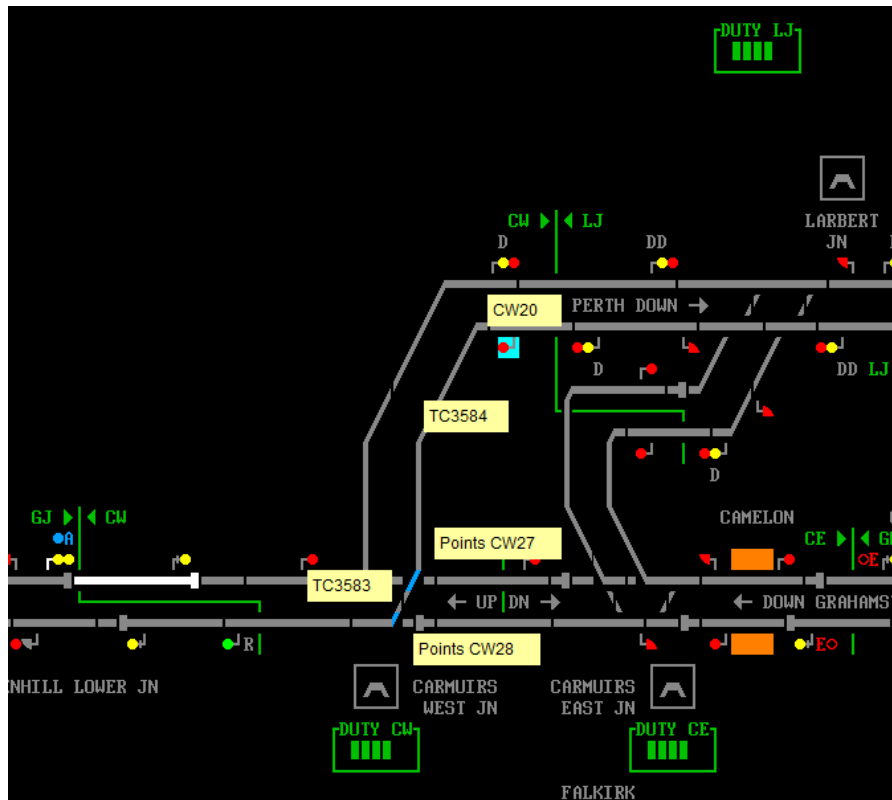 DUTY LJ
CW LJ
D DD
LARBERT
JN
CW20
PERTH DOWN →
D DD LJ
TC3584
D
GJ CW
A
Points CW27
CAMELON
CE
E
TC3583
← UP DN →
← DOWN GRAHAMS
R
Points CW28
E
NHILL LOWER JN
CARMUIRS
WEST JN
CARMUIRS
EAST JN
DUTY CW
DUTY CE
FALKIRK